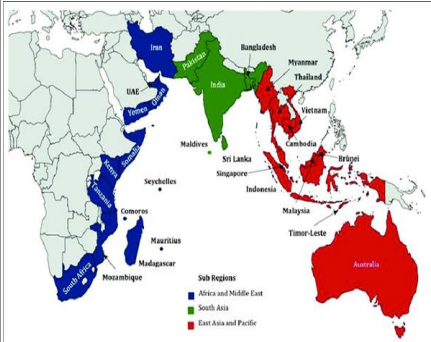 Iran
Pakistan
Bangladesh
India
Myanmar
Thailand
UAE
Oman
Yemen
Vietnam
Somalia
Cambodia
Maldives
Sri Lanka
Brunei
Singapore
Kenya
Indonesia
Seychelles
Tanzania
Malaysia
Comoros
Timor-Leste
Mauritius
Madagascar
Mozambique
South Africa
Australia
Sub Regions
Africa and Middle East
South Asia
East Asia and Pacific